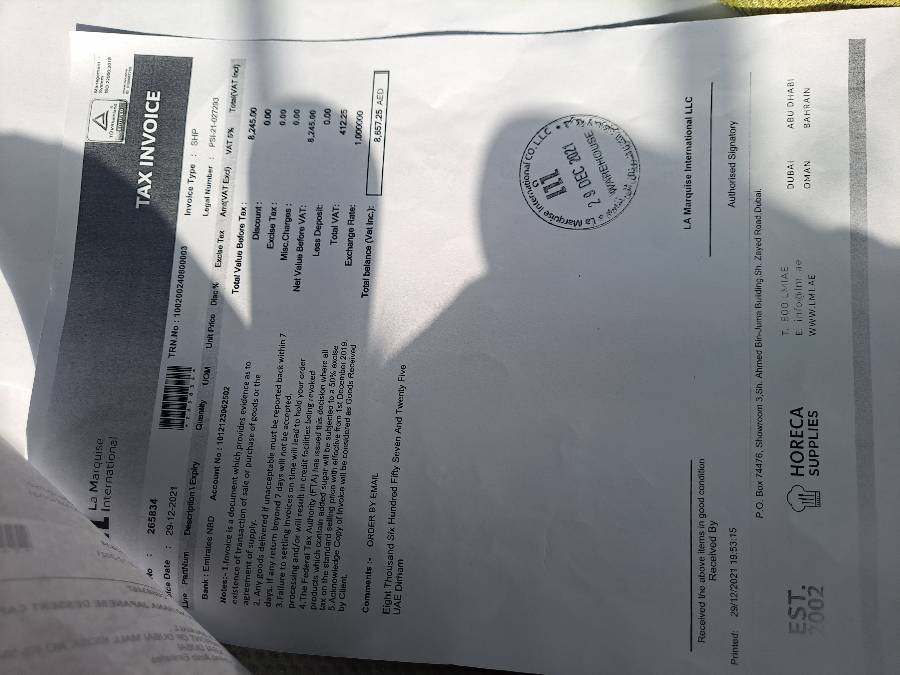 La Marquise
International
TAX INVOICE
Management
System
ISO 22000:2018
265834
TRN.No : 100200240800003
Invoice Type : SHP
Date : 29-12-2021
Legal Number : PSI-21-027293
PartNum Description \ Expiry Quantity UOM Unit Price Disc % Excise Tax Amt(VAT Excl) VAT 5% Total(VAT Incl)
Bank : Emirates NBD Account No : 1012123062502
Total Value Before Tax : 8,245.00
Discount : 0.00
Excise Tax : 0.00
Misc.Charges : 0.00
Net Value Before VAT: 8,245.00
Less Deposit: 0.00
Total VAT: 412.25
Exchange Rate: 1.000000
Total balance (Vat Inc.): 8,657.25 AED
Notes:- 1.Invoice is a document which provides evidence as to
existence of transaction of sale or purchase of goods or the
agreement of supply.
2. Any goods delivered if unacceptable must be reported back within 7
days. If any return beyond 7 days will not be accepted.
3.Failure to settling invoices on time will lead to hold your order
processing and/or will result in credit facilities being revoked
4.The Federal Tax Authority (FTA) has issued this decision where all
products which contain added sugar will be subjected to a 50% excise
tax on the standard selling price with effective from 1st December 2019.
5.Acknowledge Copy of Invoice will be considered as Goods Received
by Client.
Comments :- ORDER BY EMAIL
Eight Thousand Six Hundred Fifty Seven And Twenty Five
UAE Dirham
La Marquise International CO. L.L.C
29 DEC 2021
WAREHOUSE
LA Marquise International LLC
Received the above items in good condition
Received By
Authorised Signatory
Printed: 29/12/2021 19:53:15
P.O. Box 74476, Showroom 3,Sh. Ahmed Bin-Juma Building,Sh. Zayed Road,Dubai.
EST.
2002
HORECA
SUPPLIES
T. 800 LMIAE
E. info@lmi.ae
WWW.LMI.AE
DUBAI ABU DHABI
OMAN BAHRAIN